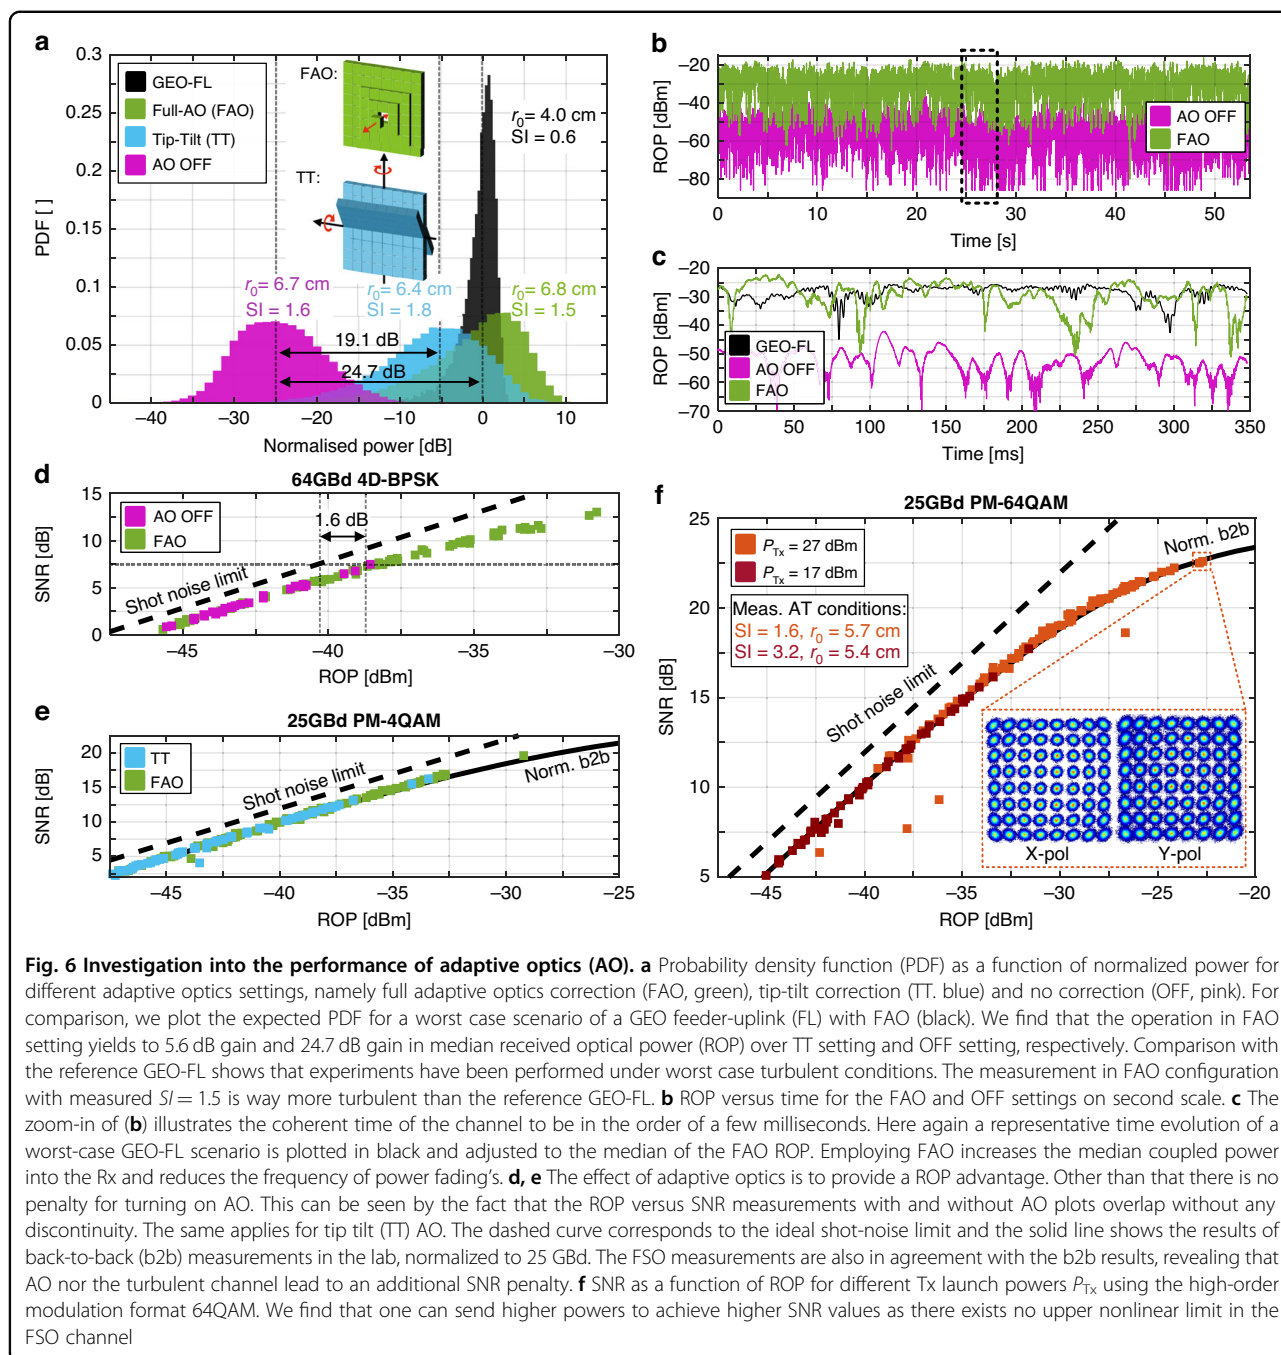 a
0.3
0.25
0.2
0.15
0.1
0.05
0
PDF [ ]
GEO-FL
Full-AO (FAO)
Tip-Tilt (TT)
AO OFF
FAO:
TT:
r0= 4.0 cm
SI = 0.6
r0= 6.7 cm
SI = 1.6
r0= 6.4 cm
SI = 1.8
r0= 6.8 cm
SI = 1.5
19.1 dB
24.7 dB
−40 −30 −20 −10 0 10
Normalised power [dB]
b
−20
−40
−60
−80
ROP [dBm]
AO OFF
FAO
0 10 20 30 40 50
Time [s]
c
−20
−30
−40
−50
−60
−70
ROP [dBm]
GEO-FL
AO OFF
FAO
0 50 100 150 200 250 300 350
Time [ms]
d
64GBd 4D-BPSK
15
10
5
0
SNR [dB]
AO OFF
FAO
1.6 dB
Shot noise limit
−45 −40 −35 −30
ROP [dBm]
e
25GBd PM-4QAM
20
15
10
5
SNR [dB]
TT
FAO
Shot noise limit
Norm. b2b
−45 −40 −35 −30 −25
ROP [dBm]
f
25GBd PM-64QAM
25
20
15
10
5
SNR [dB]
PTx = 27 dBm
PTx = 17 dBm
Meas. AT conditions:
SI = 1.6, r0 = 5.7 cm
SI = 3.2, r0 = 5.4 cm
Norm. b2b
Shot noise limit
X-pol Y-pol
−45 −40 −35 −30 −25 −20
ROP [dBm]
Fig. 6 Investigation into the performance of adaptive optics (AO). a Probability density function (PDF) as a function of normalized power for
different adaptive optics settings, namely full adaptive optics correction (FAO, green), tip-tilt correction (TT. blue) and no correction (OFF, pink). For
comparison, we plot the expected PDF for a worst case scenario of a GEO feeder-uplink (FL) with FAO (black). We find that the operation in FAO
setting yields to 5.6 dB gain and 24.7 dB gain in median received optical power (ROP) over TT setting and OFF setting, respectively. Comparison with
the reference GEO-FL shows that experiments have been performed under worst case turbulent conditions. The measurement in FAO configuration
with measured SI = 1.5 is way more turbulent than the reference GEO-FL. b ROP versus time for the FAO and OFF settings on second scale. c The
zoom-in of (b) illustrates the coherent time of the channel to be in the order of a few milliseconds. Here again a representative time evolution of a
worst-case GEO-FL scenario is plotted in black and adjusted to the median of the FAO ROP. Employing FAO increases the median coupled power
into the Rx and reduces the frequency of power fading's. d, e The effect of adaptive optics is to provide a ROP advantage. Other than that there is no
penalty for turning on AO. This can be seen by the fact that the ROP versus SNR measurements with and without AO plots overlap without any
discontinuity. The same applies for tip tilt (TT) AO. The dashed curve corresponds to the ideal shot-noise limit and the solid line shows the results of
back-to-back (b2b) measurements in the lab, normalized to 25 GBd. The FSO measurements are also in agreement with the b2b results, revealing that
AO nor the turbulent channel lead to an additional SNR penalty. f SNR as a function of ROP for different Tx launch powers PTx using the high-order
modulation format 64QAM. We find that one can send higher powers to achieve higher SNR values as there exists no upper nonlinear limit in the
FSO channel